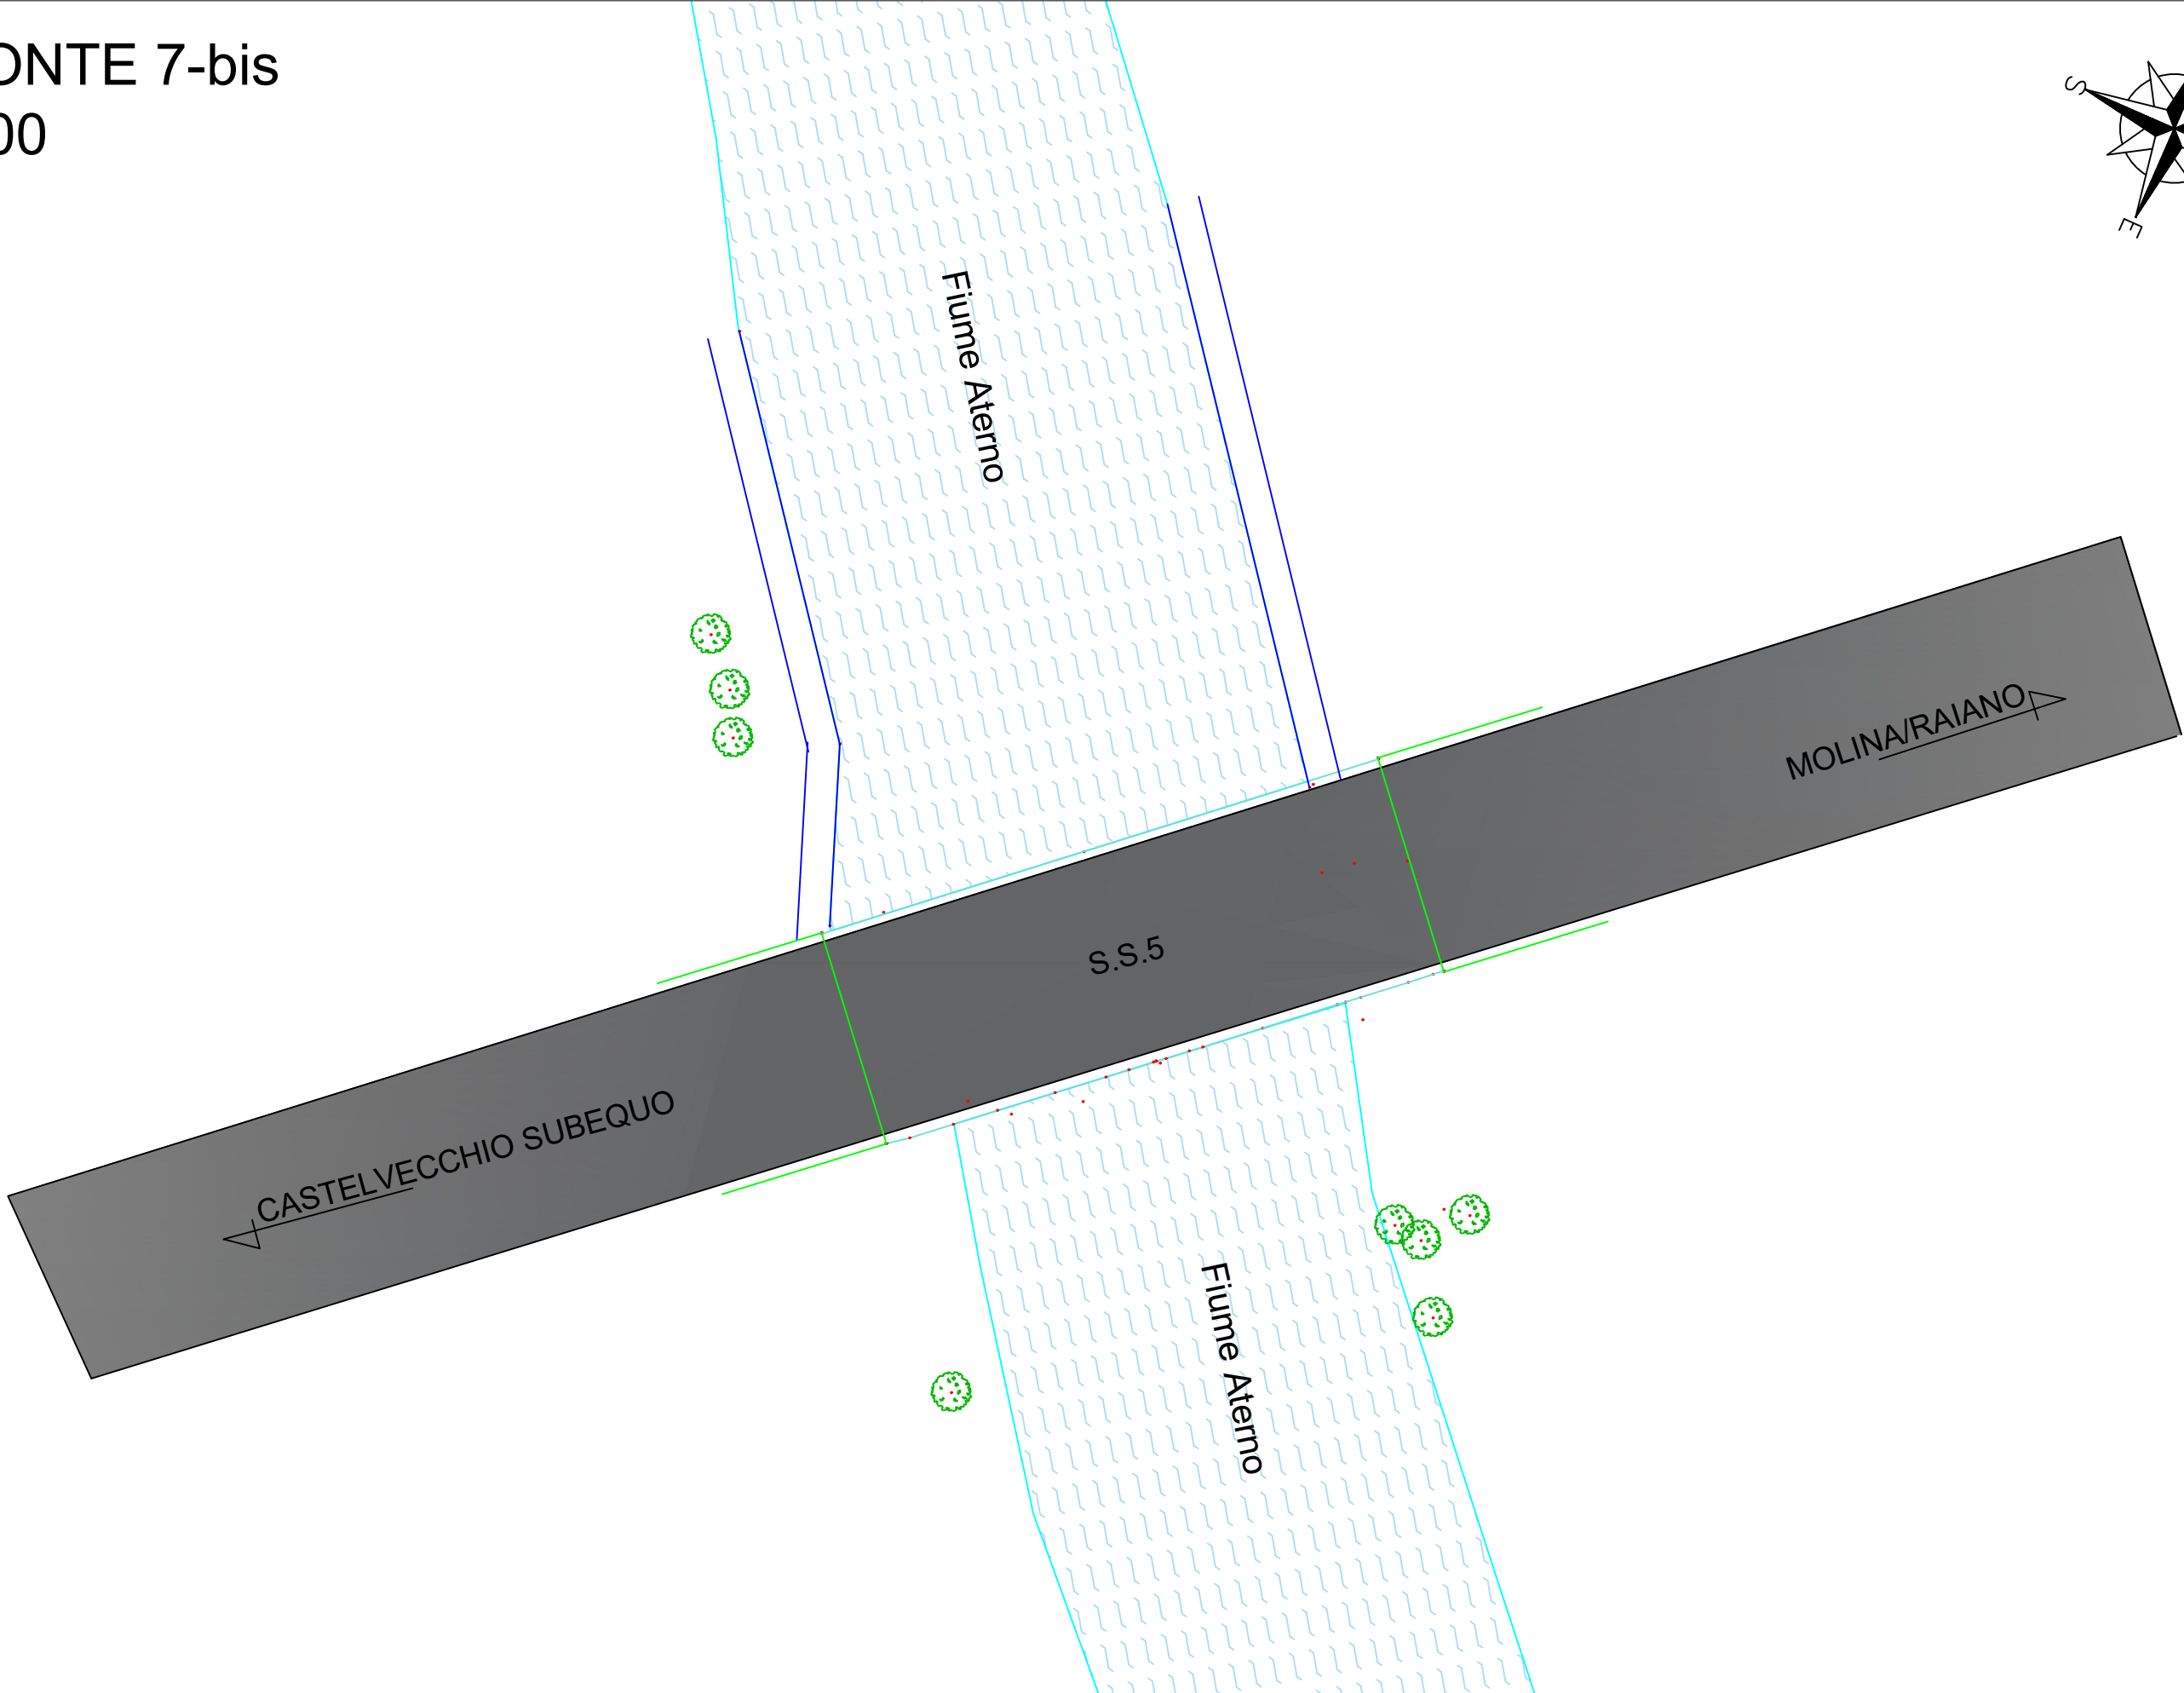 ONTE 7-bis
00
S
E
Fiume Aterno
MOLINA/RAIANO
S.S.5
CASTELVECCHIO SUBEQUO
Fiume Aterno